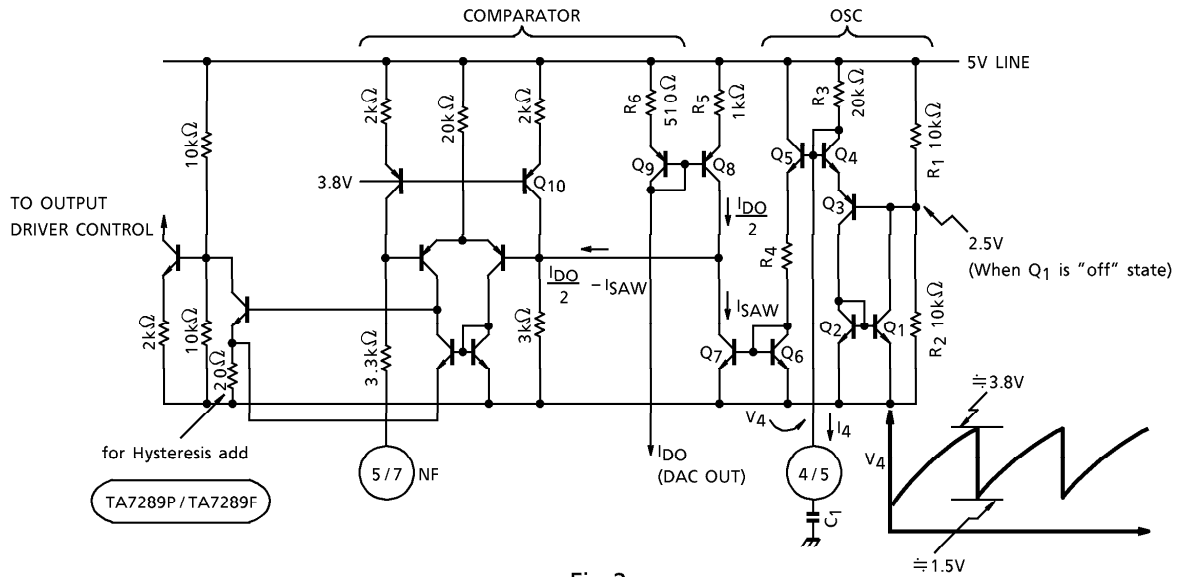 COMPARATOR
OSC
5V LINE
10kΩ
2kΩ
20kΩ
2kΩ
R6 510Ω
R5 1kΩ
R3 20kΩ
R1 10kΩ
3.8V
Q10
Q9
Q8
Q5
Q4
Q3
TO OUTPUT
DRIVER CONTROL
IDO
2
2.5V
(When Q1 is "off" state)
IDO
2
- ISAW
R4
ISAW
2kΩ
10kΩ
20Ω
3.3kΩ
3kΩ
Q7
Q6
Q2
Q1
R2 10kΩ
for Hysteresis add
TA7289P / TA7289F
5/7
NF
IDO
(DAC OUT)
V4
I4
4/5
C1
≒3.8V
V4
≒1.5V